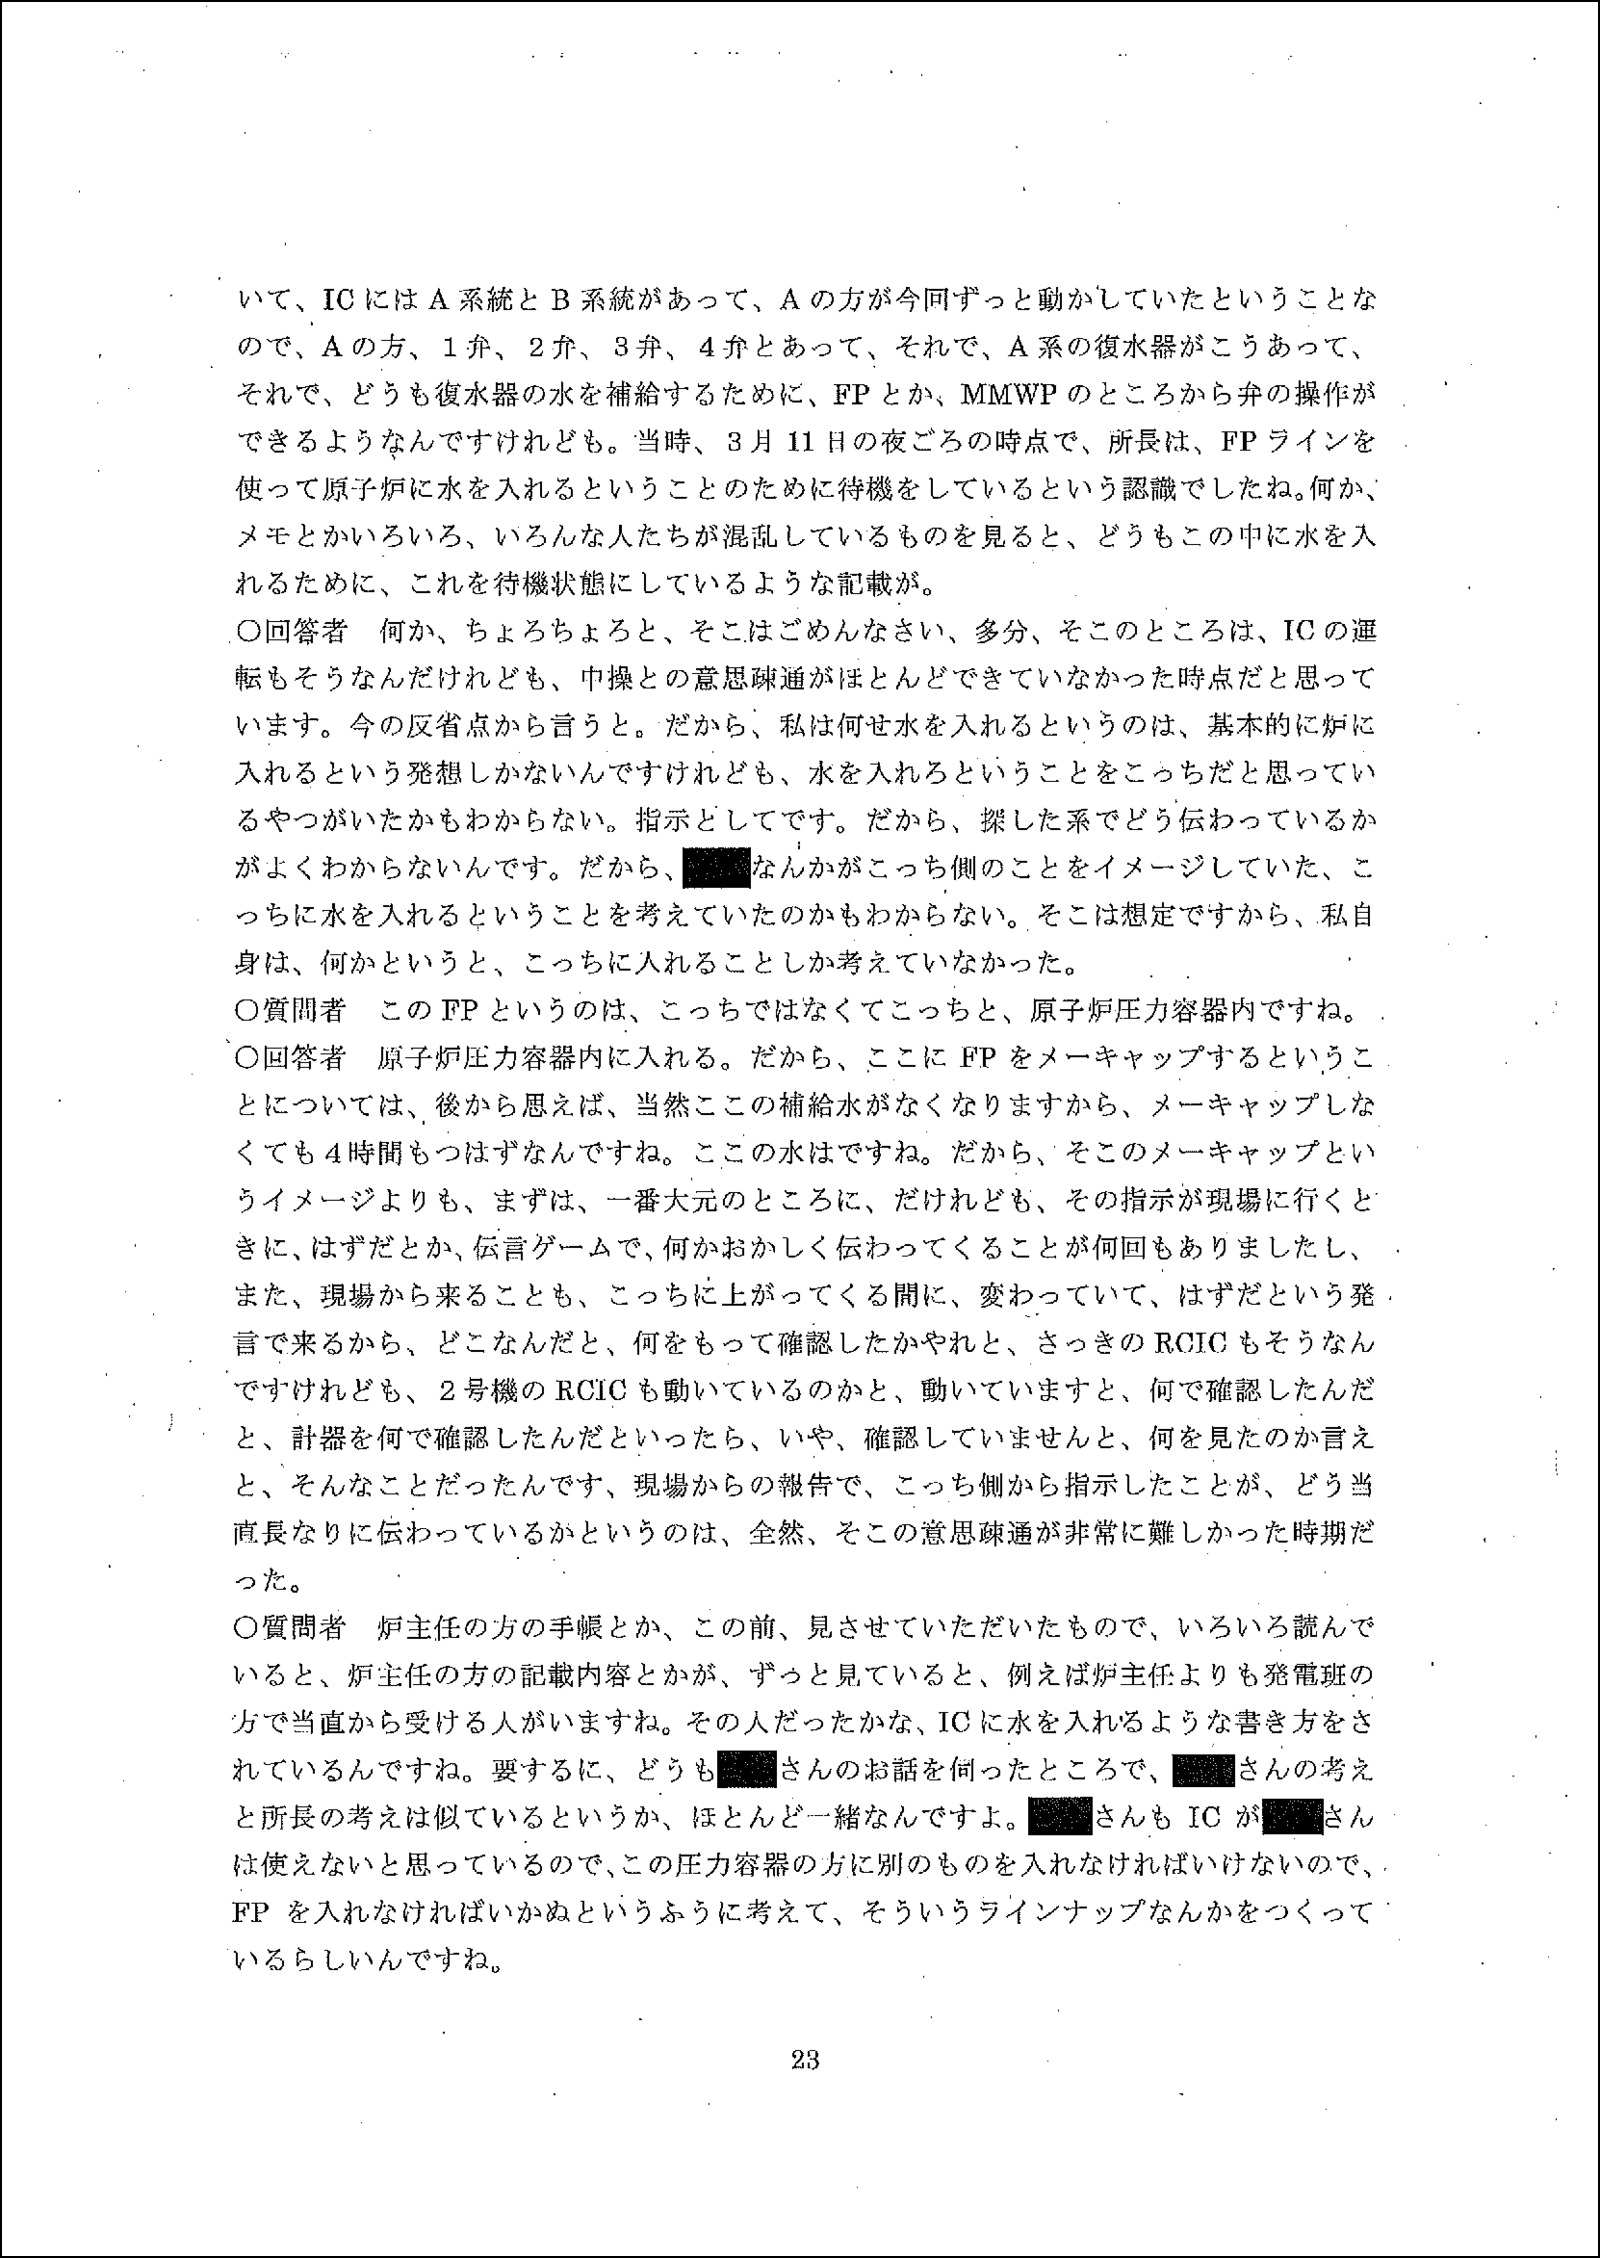 いて、IC には A 系統と B 系統があって、A の方が今回ずっと動かしていたということな
ので、A の方、1弁、2弁、3弁、4弁とあって、それで、A 系の復水器がこうあって、
それで、どうも復水器の水を補給するために、FP とか、MMWP のところから弁の操作が
できるようなんですけれども。当時、3月 11 日の夜ごろの時点で、所長は、FP ラインを
使って原子炉に水を入れるということのために待機をしているという認識でしたね。何か、
メモとかいろいろ、いろんな人たちが混乱しているものを見ると、どうもこの中に水を入
れるために、これを待機状態にしているような記載が。
○回答者　何か、ちょろちょろと、そこはごめんなさい、多分、そこのところは、IC の運
転もそうなんだけれども、中操との意思疎通がほとんどできていなかった時点だと思って
います。今の反省点から言うと。だから、私は何せ水を入れるというのは、基本的に炉に
入れるという発想しかないんですけれども、水を入れろということをこっちだと思ってい
るやつがいたかもわからない。指示としてです。だから、探した系でどう伝わっているか
がよくわからないんです。だから、なんかがこっち側のことをイメージしていた、こ
っちに水を入れるということを考えていたのかもわからない。そこは想定ですから、私自
身は、何かというと、こっちに入れることしか考えていなかった。
○質問者　この FP というのは、こっちではなくてこっちと、原子炉圧力容器内ですね。
○回答者　原子炉圧力容器内に入れる。だから、ここに FP をメーキャップするというこ
とについては、後から思えば、当然ここの補給水がなくなりますから、メーキャップしな
くても4時間もつはずなんですね。ここの水はですね。だから、そこのメーキャップとい
うイメージよりも、まずは、一番大元のところに、だけれども、その指示が現場に行くと
きに、はずだとか、伝言ゲームで、何かおかしく伝わってくることが何回もありましたし、
また、現場から来ることも、こっちに上がってくる間に、変わっていて、はずだという発
言で来るから、どこなんだと、何をもって確認したかやれと、さっきの RCIC もそうなん
ですけれども、2号機の RCIC も動いているのかと、動いていますと、何で確認したんだ
と、計器を何で確認したんだといったら、いや、確認していませんと、何を見たのか言え
と、そんなことだったんです、現場からの報告で、こっち側から指示したことが、どう当
直長なりに伝わっているかというのは、全然、そこの意思疎通が非常に難しかった時期だ
った。
○質問者　炉主任の方の手帳とか、この前、見させていただいたもので、いろいろ読んで
いると、炉主任の方の記載内容とかが、ずっと見ていると、例えば炉主任よりも発電班の
方で当直から受ける人がいますね。その人だったかな、IC に水を入れるような書き方をさ
れているんですね。要するに、どうもさんのお話を伺ったところで、さんの考え
と所長の考えは似ているというか、ほとんど一緒なんですよ。さんも IC がさん
は使えないと思っているので、この圧力容器の方に別のものを入れなければいけないので、
FP を入れなければいかぬというふうに考えて、そういうラインナップなんかをつくって
いるらしいんですね。
23